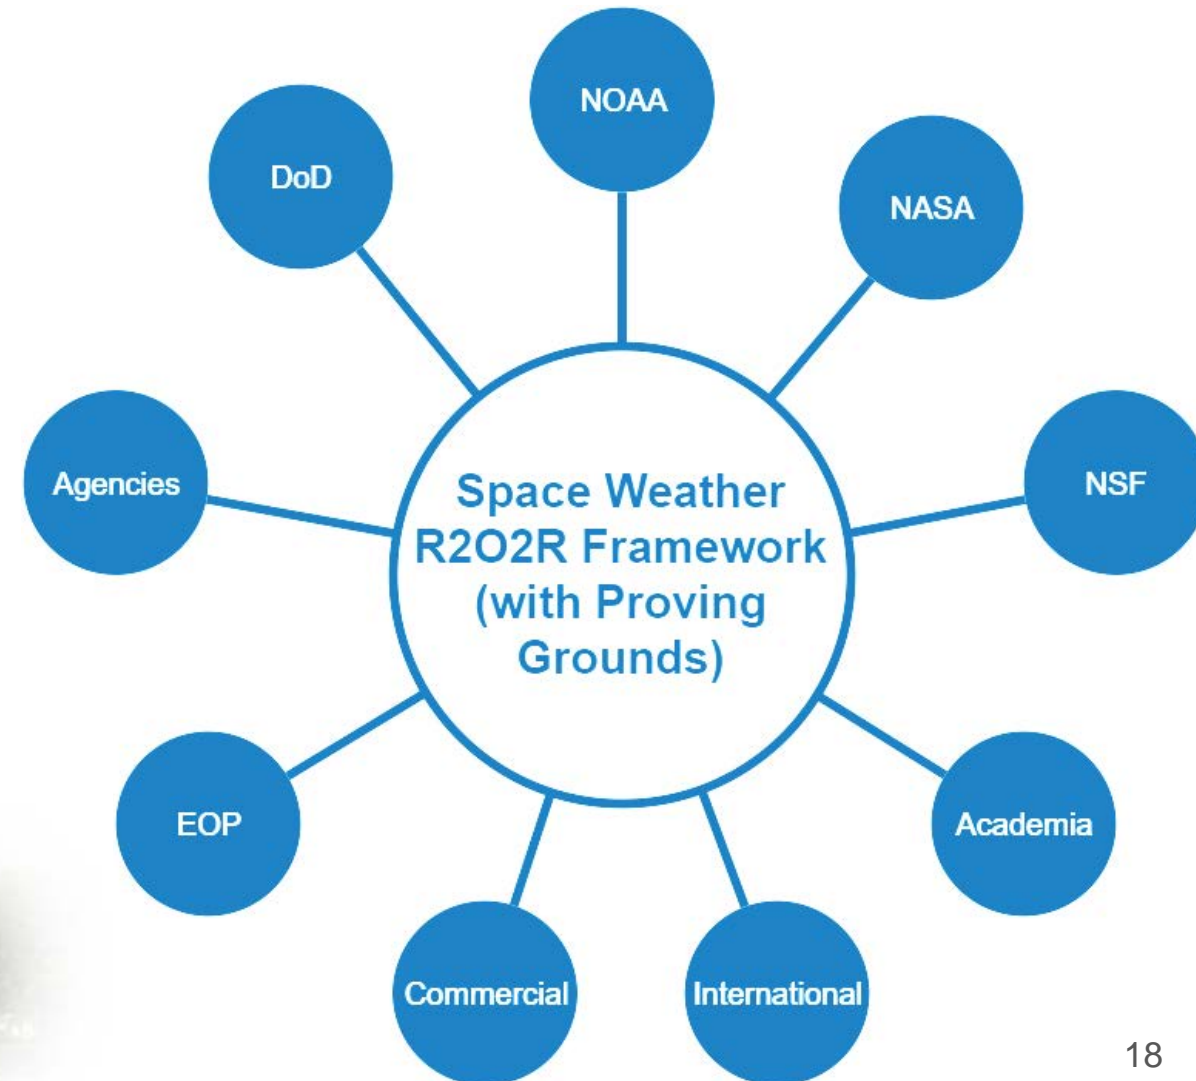 NOAA
DoD
NASA
Agencies
NSF
Space Weather
R2O2R Framework
(with Proving
Grounds)
EOP
Academia
Commercial
International
18